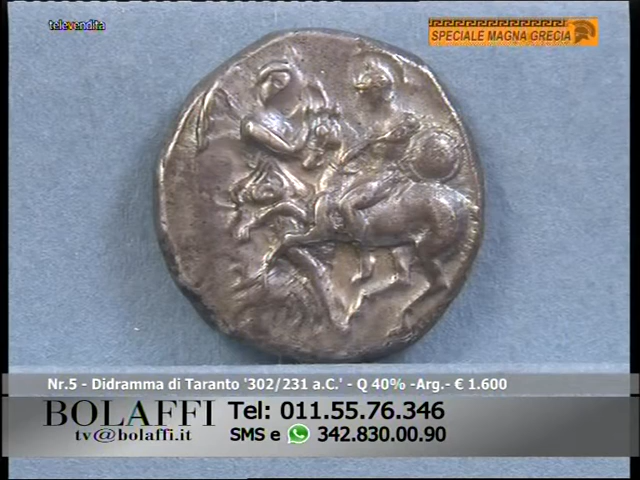 televendita
SPECIALE MAGNA GRECIA
Nr.5 - Didramma di Taranto '302/231 a.C.' - Q 40% -Arg.- € 1.600
BOLAFFI
tv@bolaffi.it
Tel: 011.55.76.346
SMS e 342.830.00.90